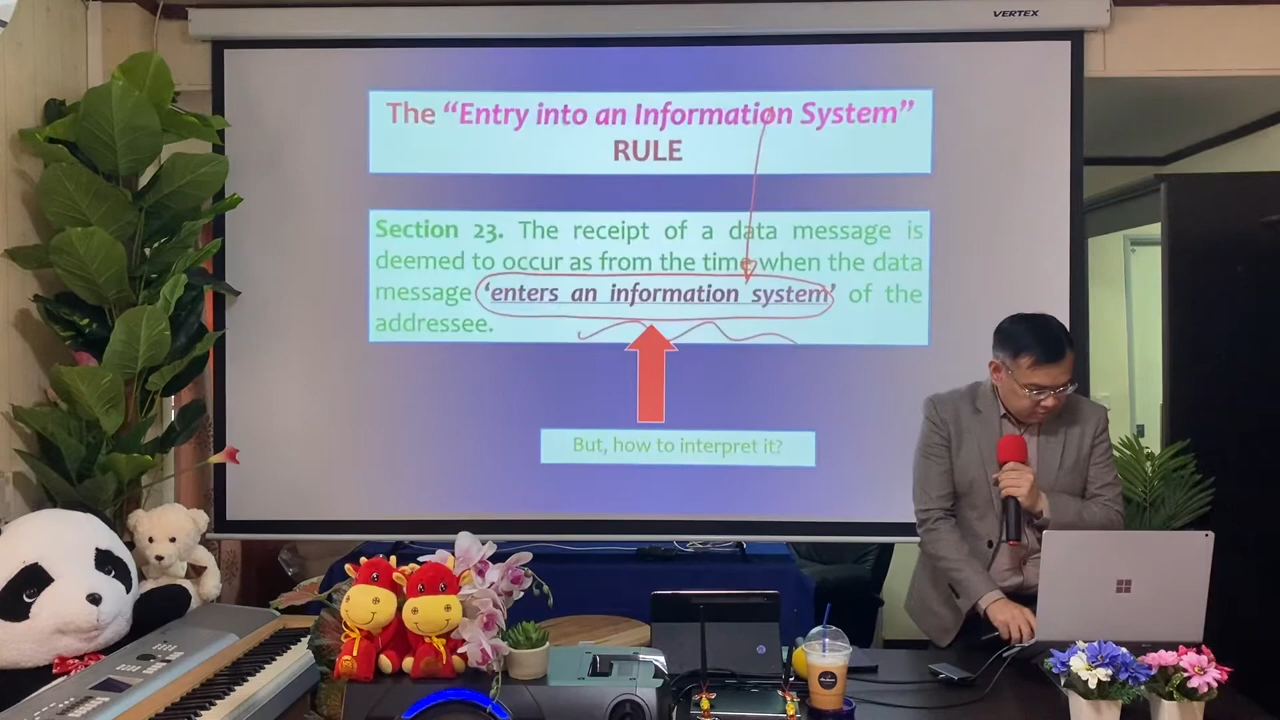 VERTEX
The “Entry into an Information System”
RULE
Section 23. The receipt of a data message is
deemed to occur as from the time when the data
message ‘enters an information system’ of the
addressee.
But, how to interpret it?